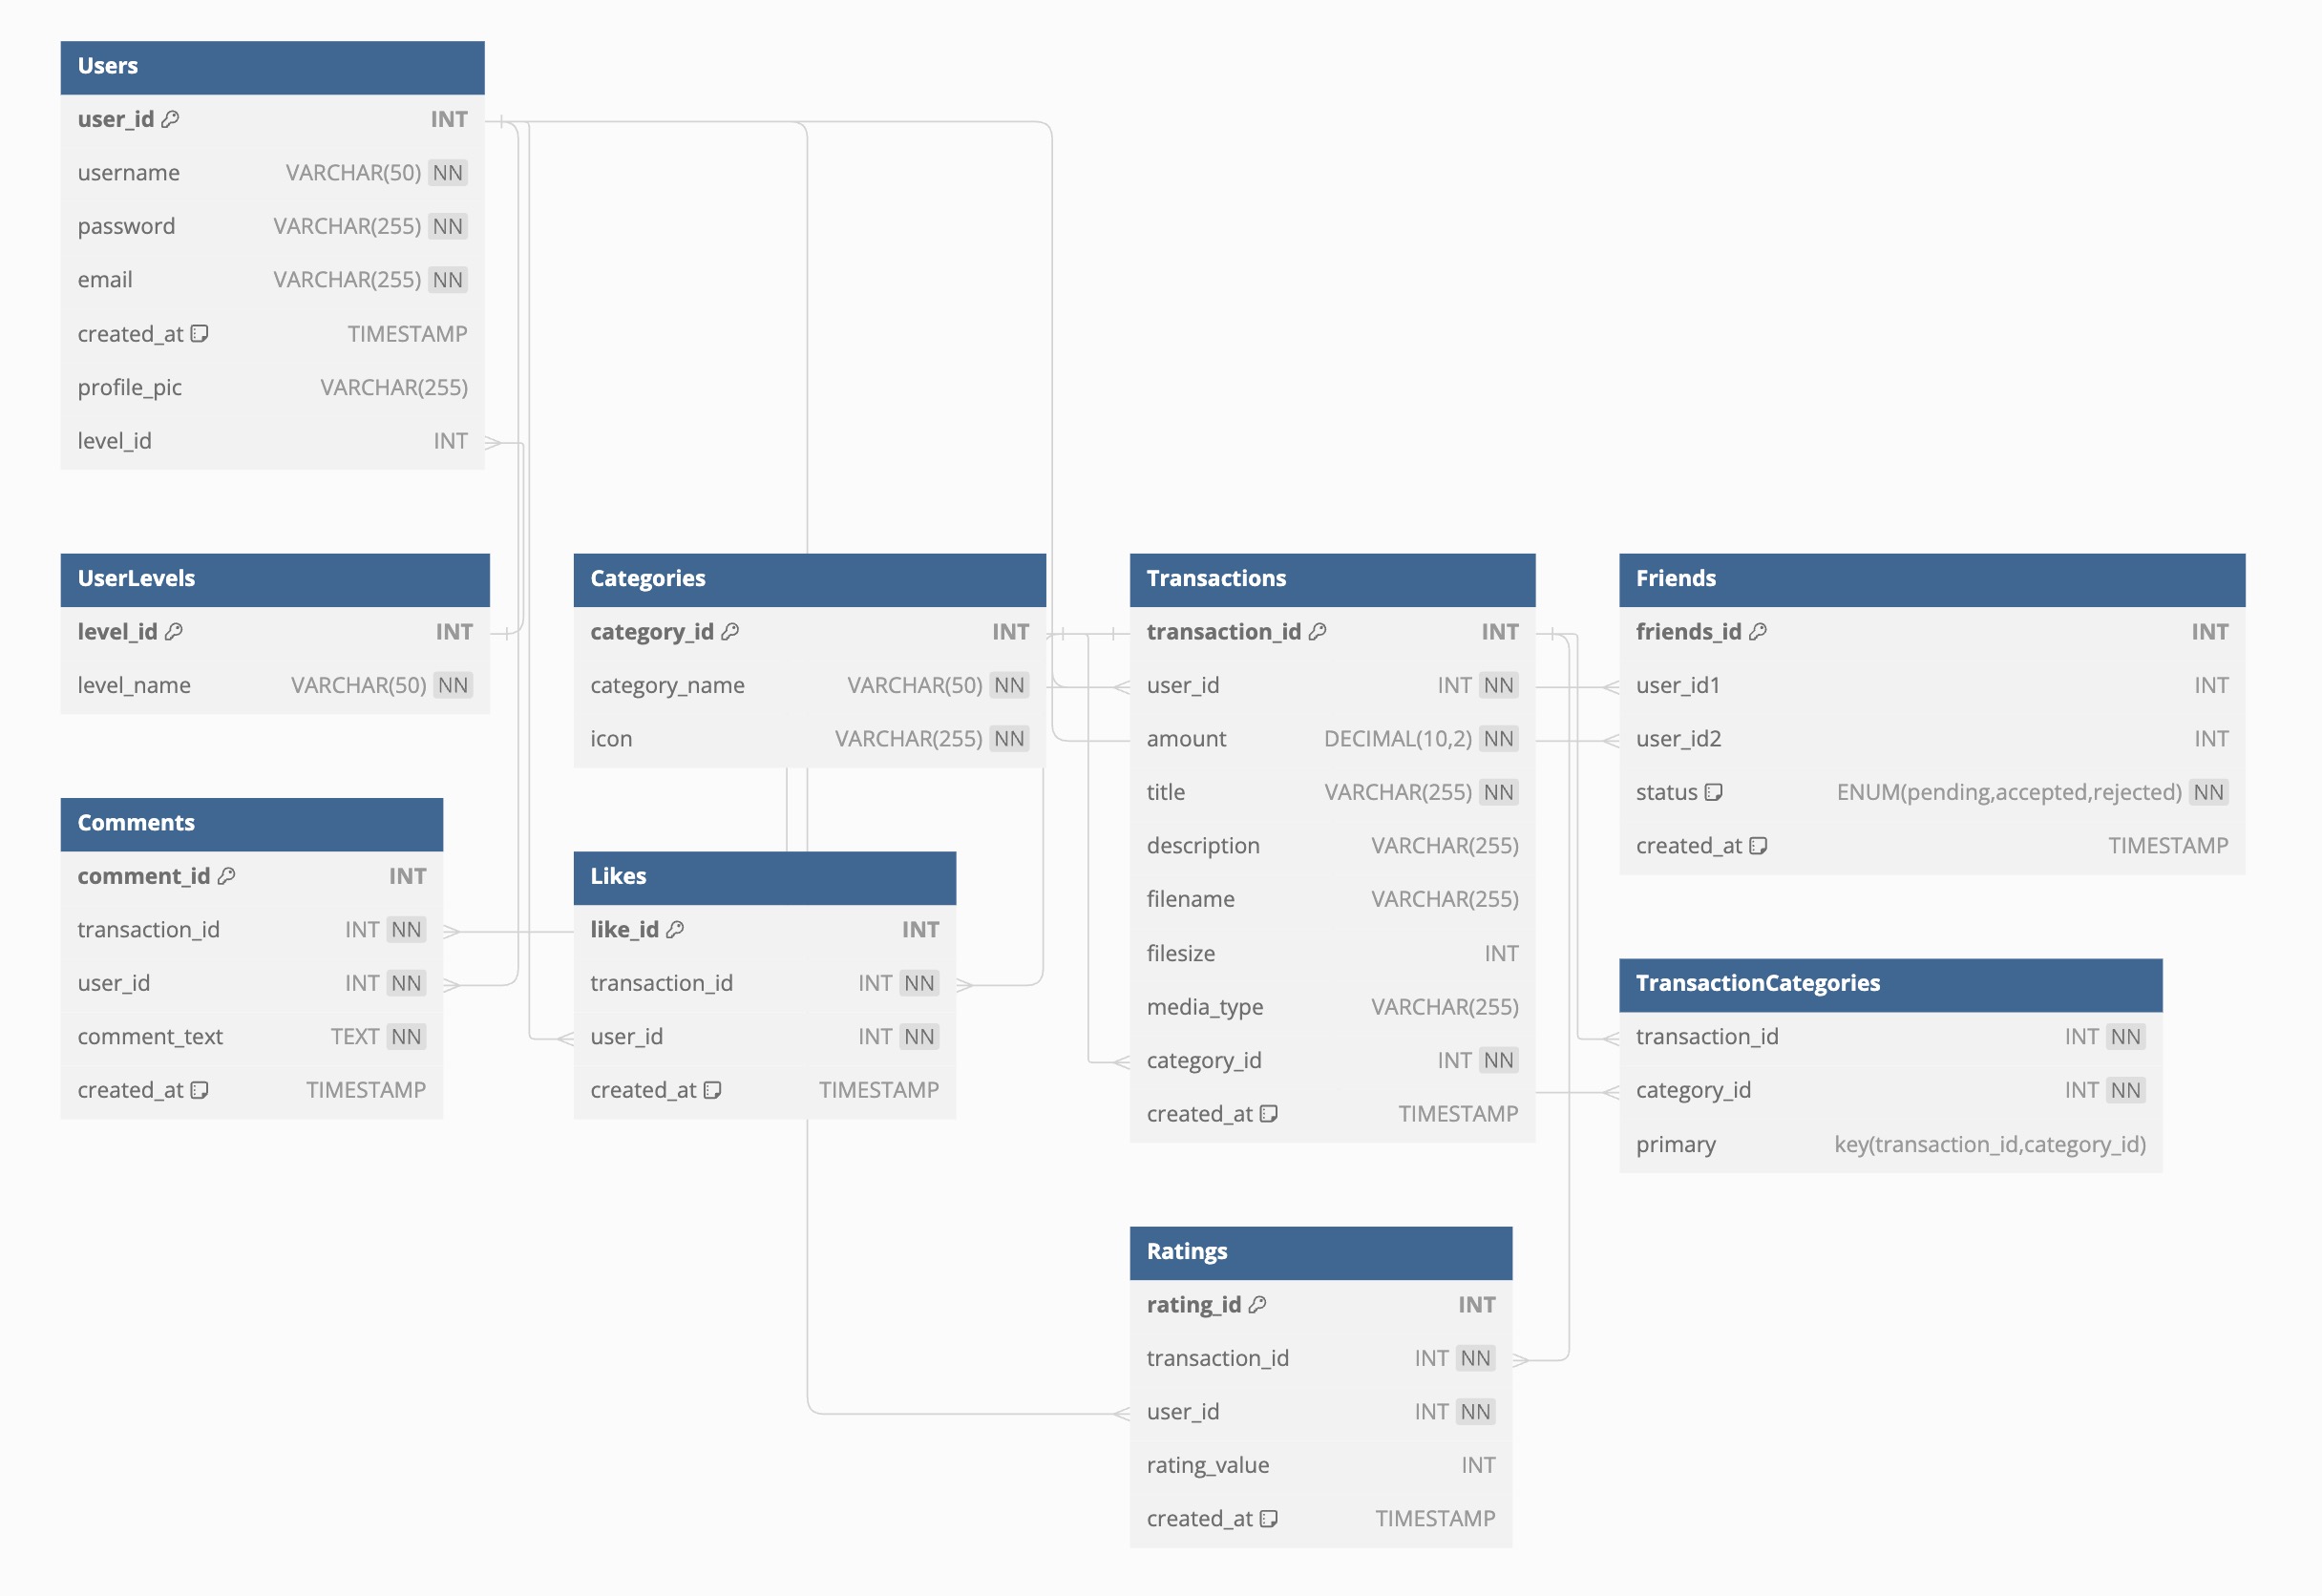 Users
user_id INT
username VARCHAR(50) NN
password VARCHAR(255) NN
email VARCHAR(255) NN
created_at TIMESTAMP
profile_pic VARCHAR(255)
level_id INT
UserLevels
level_id INT
level_name VARCHAR(50) NN
Comments
comment_id INT
transaction_id INT NN
user_id INT NN
comment_text TEXT NN
created_at TIMESTAMP
Categories
category_id INT
category_name VARCHAR(50) NN
icon VARCHAR(255) NN
Likes
like_id INT
transaction_id INT NN
user_id INT NN
created_at TIMESTAMP
Transactions
transaction_id INT
user_id INT NN
amount DECIMAL(10,2) NN
title VARCHAR(255) NN
description VARCHAR(255)
filename VARCHAR(255)
filesize INT
media_type VARCHAR(255)
category_id INT NN
created_at TIMESTAMP
Ratings
rating_id INT
transaction_id INT NN
user_id INT NN
rating_value INT
created_at TIMESTAMP
Friends
friends_id INT
user_id1 INT
user_id2 INT
status ENUM(pending,accepted,rejected) NN
created_at TIMESTAMP
TransactionCategories
transaction_id INT NN
category_id INT NN
primary key(transaction_id,category_id)